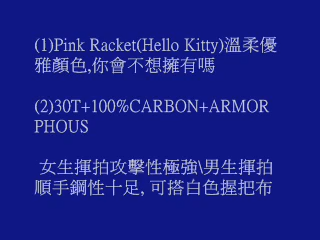 (1)Pink Racket(Hello Kitty)溫柔優
雅顏色,你會不想擁有嗎
(2)30T+100%CARBON+ARMOR
PHOUS
女生揮拍攻擊性極強\男生揮拍
順手鋼性十足, 可搭白色握把布